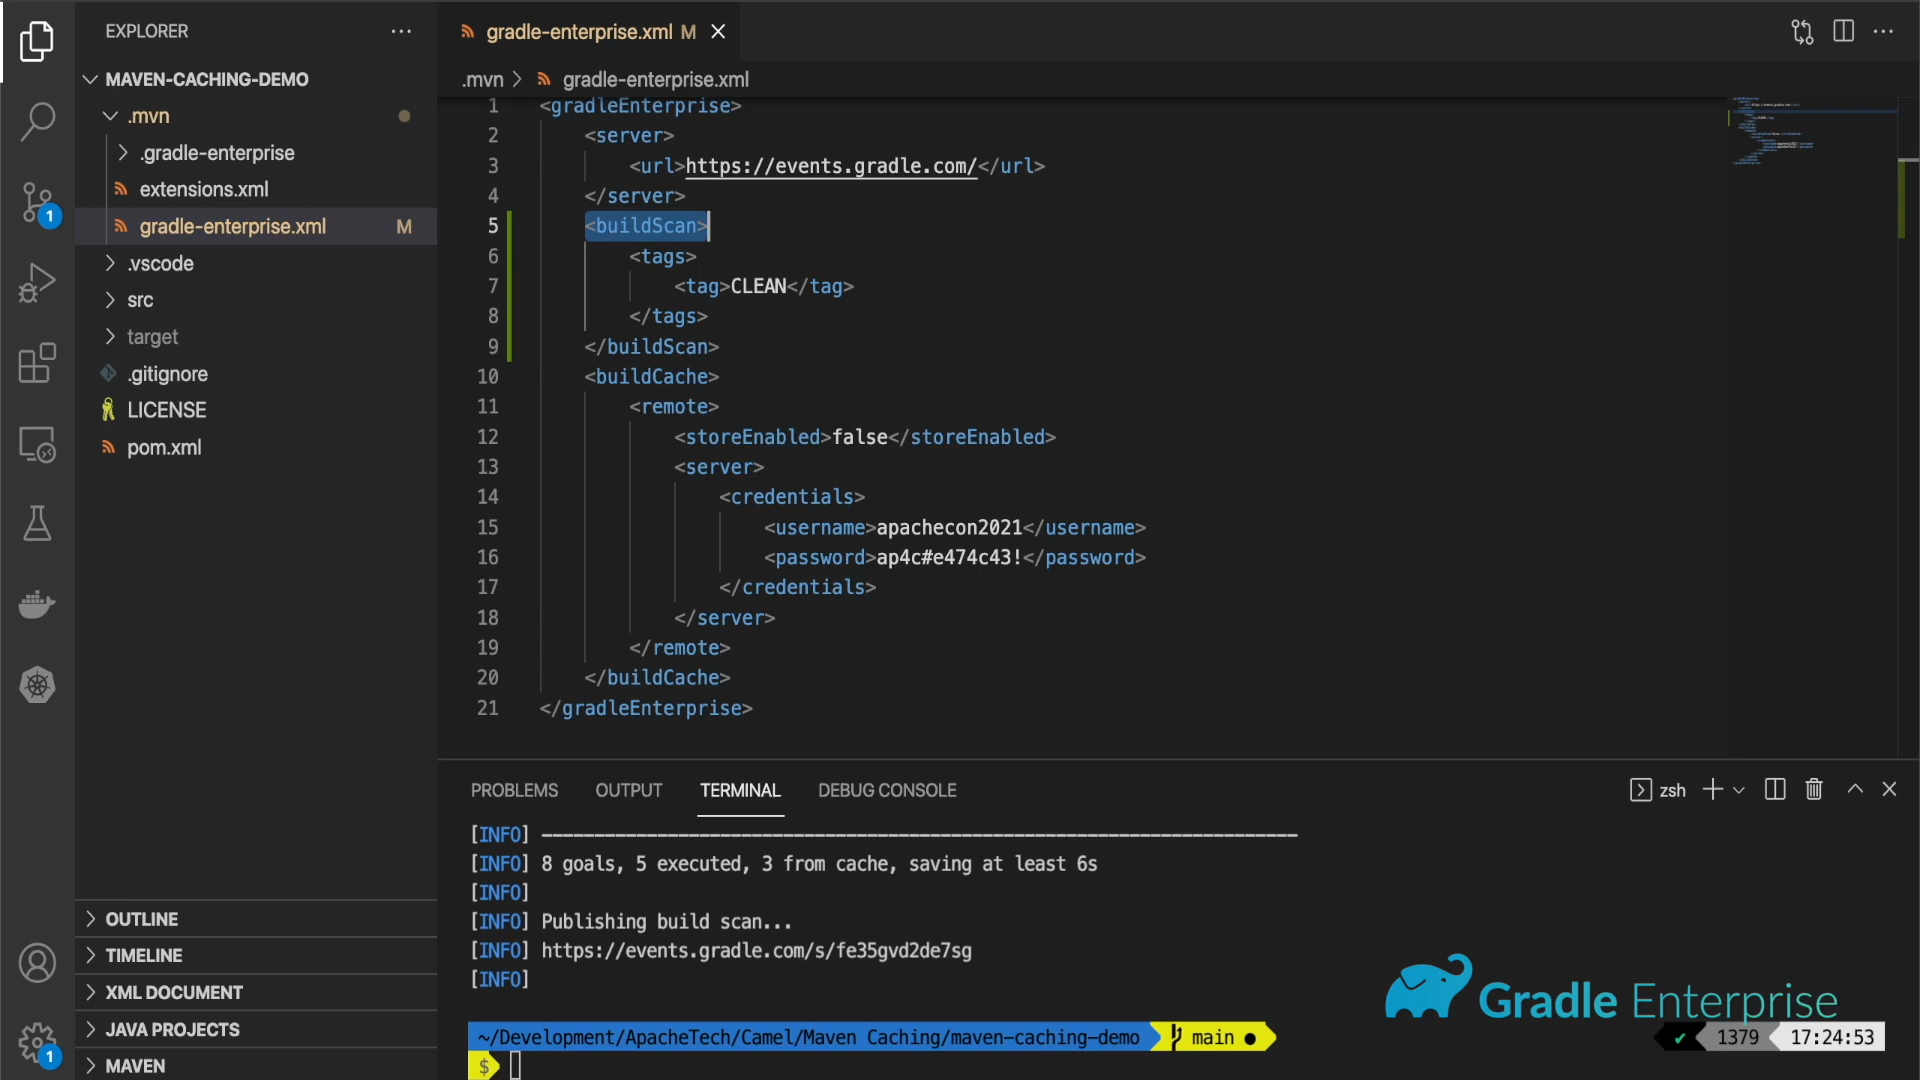 EXPLORER
MAVEN-CACHING-DEMO
.mvn
.gradle-enterprise
extensions.xml
gradle-enterprise.xml M
.vscode
src
target
.gitignore
LICENSE
pom.xml
OUTLINE
TIMELINE
XML DOCUMENT
JAVA PROJECTS
MAVEN
1
1
gradle-enterprise.xml M
.mvn > gradle-enterprise.xml
1 <gradleEnterprise>
2 <server>
3 <url>https://events.gradle.com/</url>
4 </server>
5 <buildScan>
6 <tags>
7 <tag>CLEAN</tag>
8 </tags>
9 </buildScan>
10 <buildCache>
11 <remote>
12 <storeEnabled>false</storeEnabled>
13 <server>
14 <credentials>
15 <username>apachecon2021</username>
16 <password>ap4c#e474c43!</password>
17 </credentials>
18 </server>
19 </remote>
20 </buildCache>
21 </gradleEnterprise>
PROBLEMS OUTPUT TERMINAL DEBUG CONSOLE zsh
[INFO] ------------------------------------------------------------------------
[INFO] 8 goals, 5 executed, 3 from cache, saving at least 6s
[INFO]
[INFO] Publishing build scan...
[INFO] https://events.gradle.com/s/fe35gvd2de7sg
[INFO]
Gradle Enterprise
~/Development/ApacheTech/Camel/Maven Caching/maven-caching-demo main ● ✔ 1379 17:24:53
$